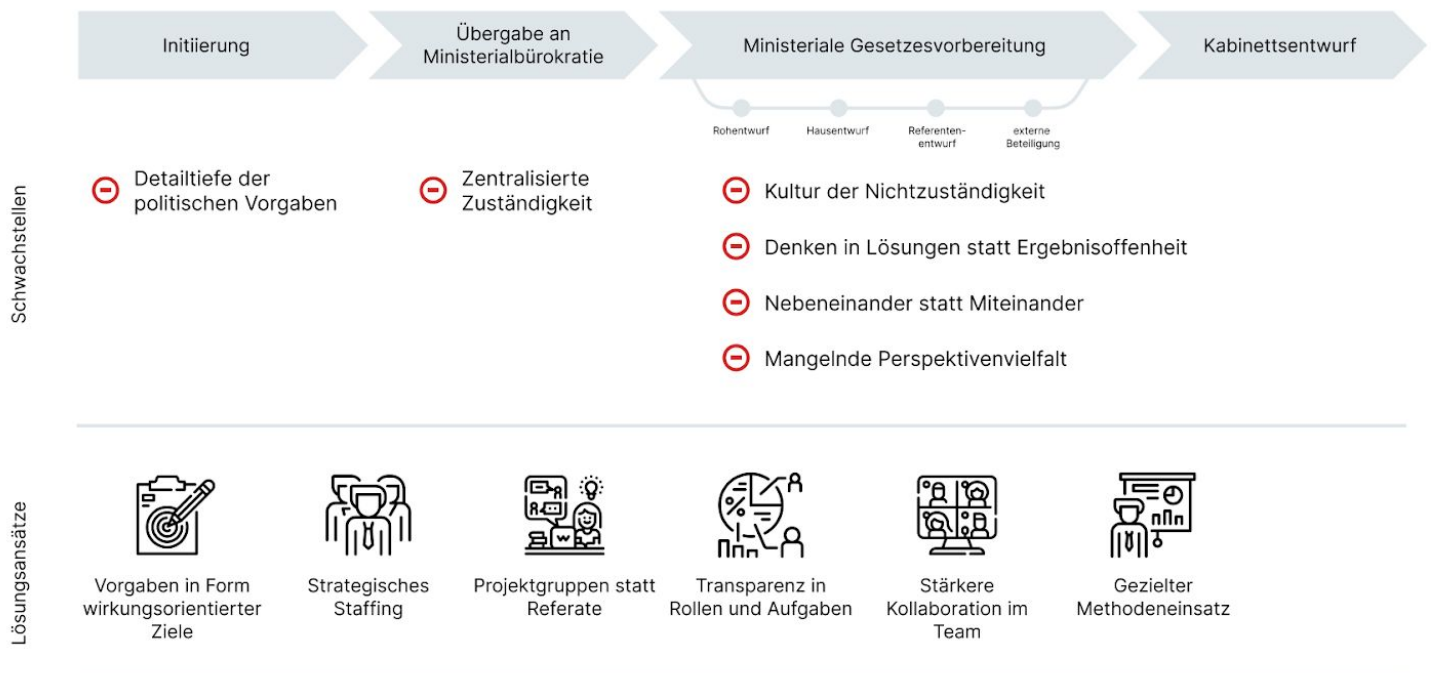 Initiierung
Übergabe an
Ministerialbürokratie
Ministeriale Gesetzesvorbereitung
Kabinettsentwurf
Rohentwurf
Hausentwurf
Referenten-
entwurf
externe
Beteiligung
Schwachstellen
Detailtiefe der
politischen Vorgaben
Zentralisierte
Zuständigkeit
Kultur der Nichtzuständigkeit
Denken in Lösungen statt Ergebnisoffenheit
Nebeneinander statt Miteinander
Mangelnde Perspektivenvielfalt
Lösungsansätze
Vorgaben in Form
wirkungsorientierter
Ziele
Strategisches
Staffing
Projektgruppen statt
Referate
Transparenz in
Rollen und Aufgaben
Stärkere
Kollaboration im
Team
Gezielter
Methodeneinsatz